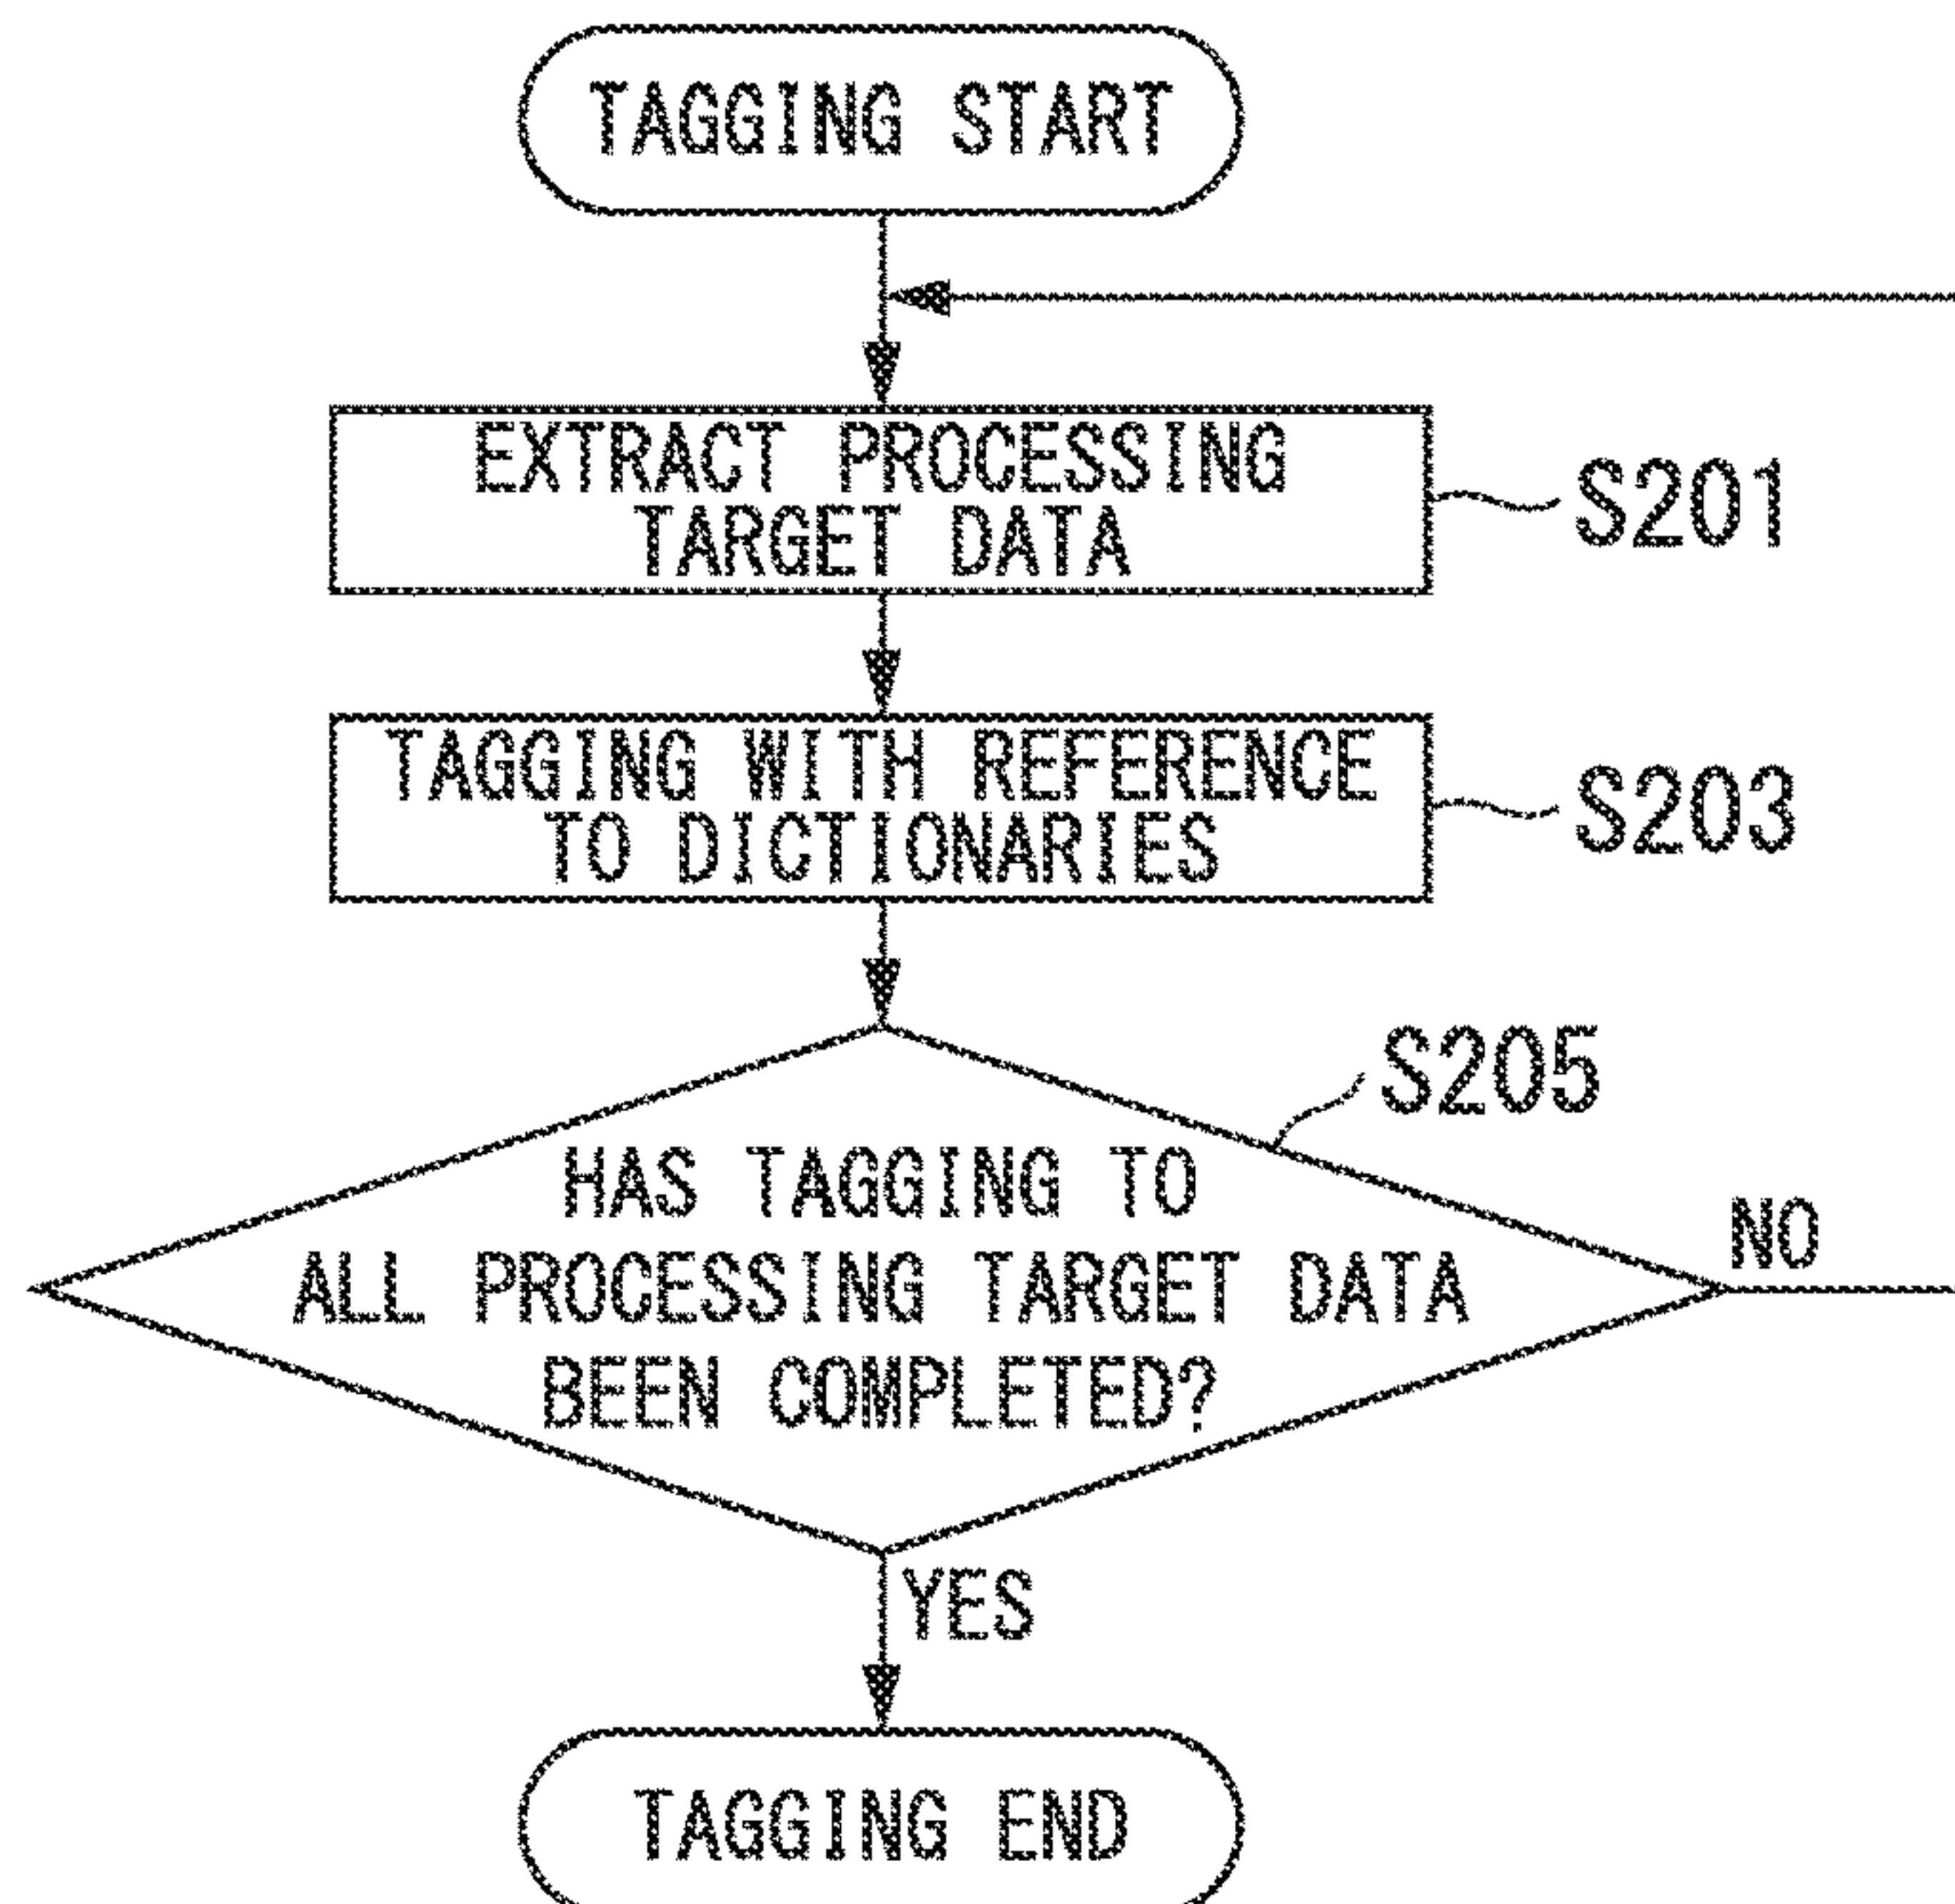 TAGGING START
EXTRACT PROCESSING
TARGET DATA
S201
TAGGING WITH REFERENCE
TO DICTIONARIES
S203
S205
HAS TAGGING TO
ALL PROCESSING TARGET DATA
BEEN COMPLETED?
NO
YES
TAGGING END